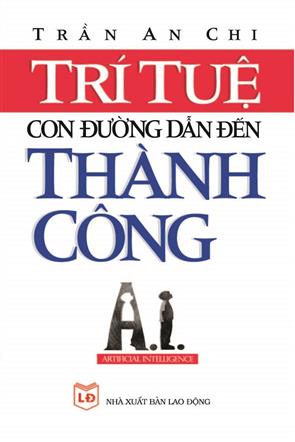 TRẦN AN CHI
TRÍ TUỆ
CON ĐƯỜNG DẪN ĐẾN
THÀNH
CÔNG
A.I.
ARTIFICIAL INTELLIGENCE
LĐ
NHÀ XUẤT BẢN LAO ĐỘNG